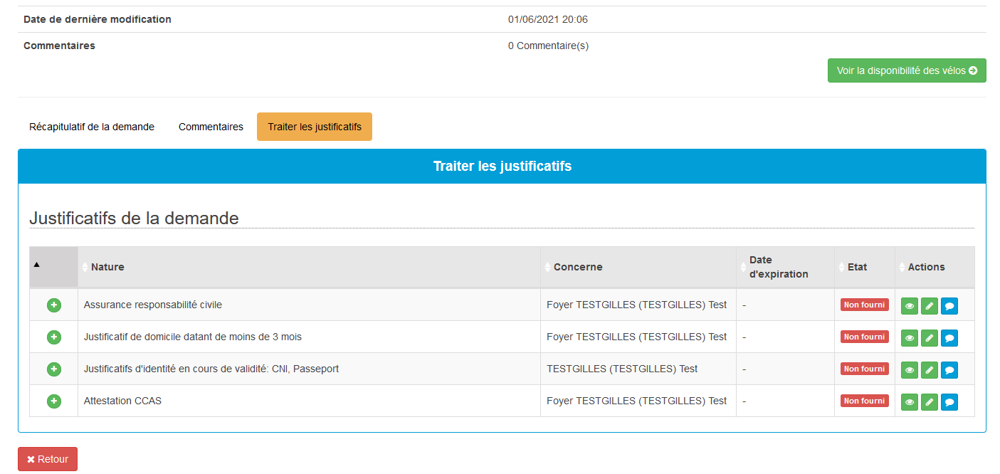 Date de dernière modification 01/06/2021 20:06
Commentaires 0 Commentaire(s)
Voir la disponibilité des vélos
Récapitulatif de la demande Commentaires Traiter les justificatifs
Traiter les justificatifs
Justificatifs de la demande
Nature Concerne Date d'expiration Etat Actions
Assurance responsabilité civile Foyer TESTGILLES (TESTGILLES) Test - Non fourni
Justificatif de domicile datant de moins de 3 mois Foyer TESTGILLES (TESTGILLES) Test - Non fourni
Justificatifs d'identité en cours de validité: CNI, Passeport TESTGILLES (TESTGILLES) Test - Non fourni
Attestation CCAS Foyer TESTGILLES (TESTGILLES) Test - Non fourni
Retour